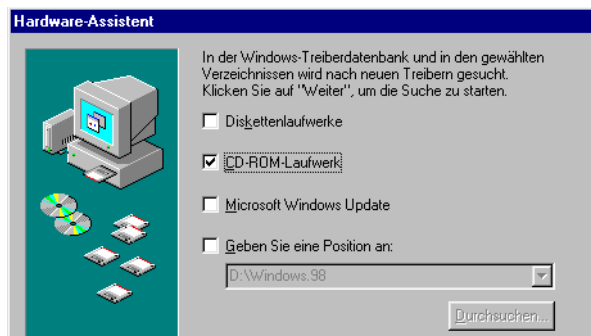 Hardware-Assistent
In der Windows-Treiberdatenbank und in den gewählten
Verzeichnissen wird nach neuen Treibern gesucht.
Klicken Sie auf "Weiter", um die Suche zu starten.
Diskettenlaufwerke
CD-ROM-Laufwerk
Microsoft Windows Update
Geben Sie eine Position an:
D:\Windows.98
Durchsuchen...